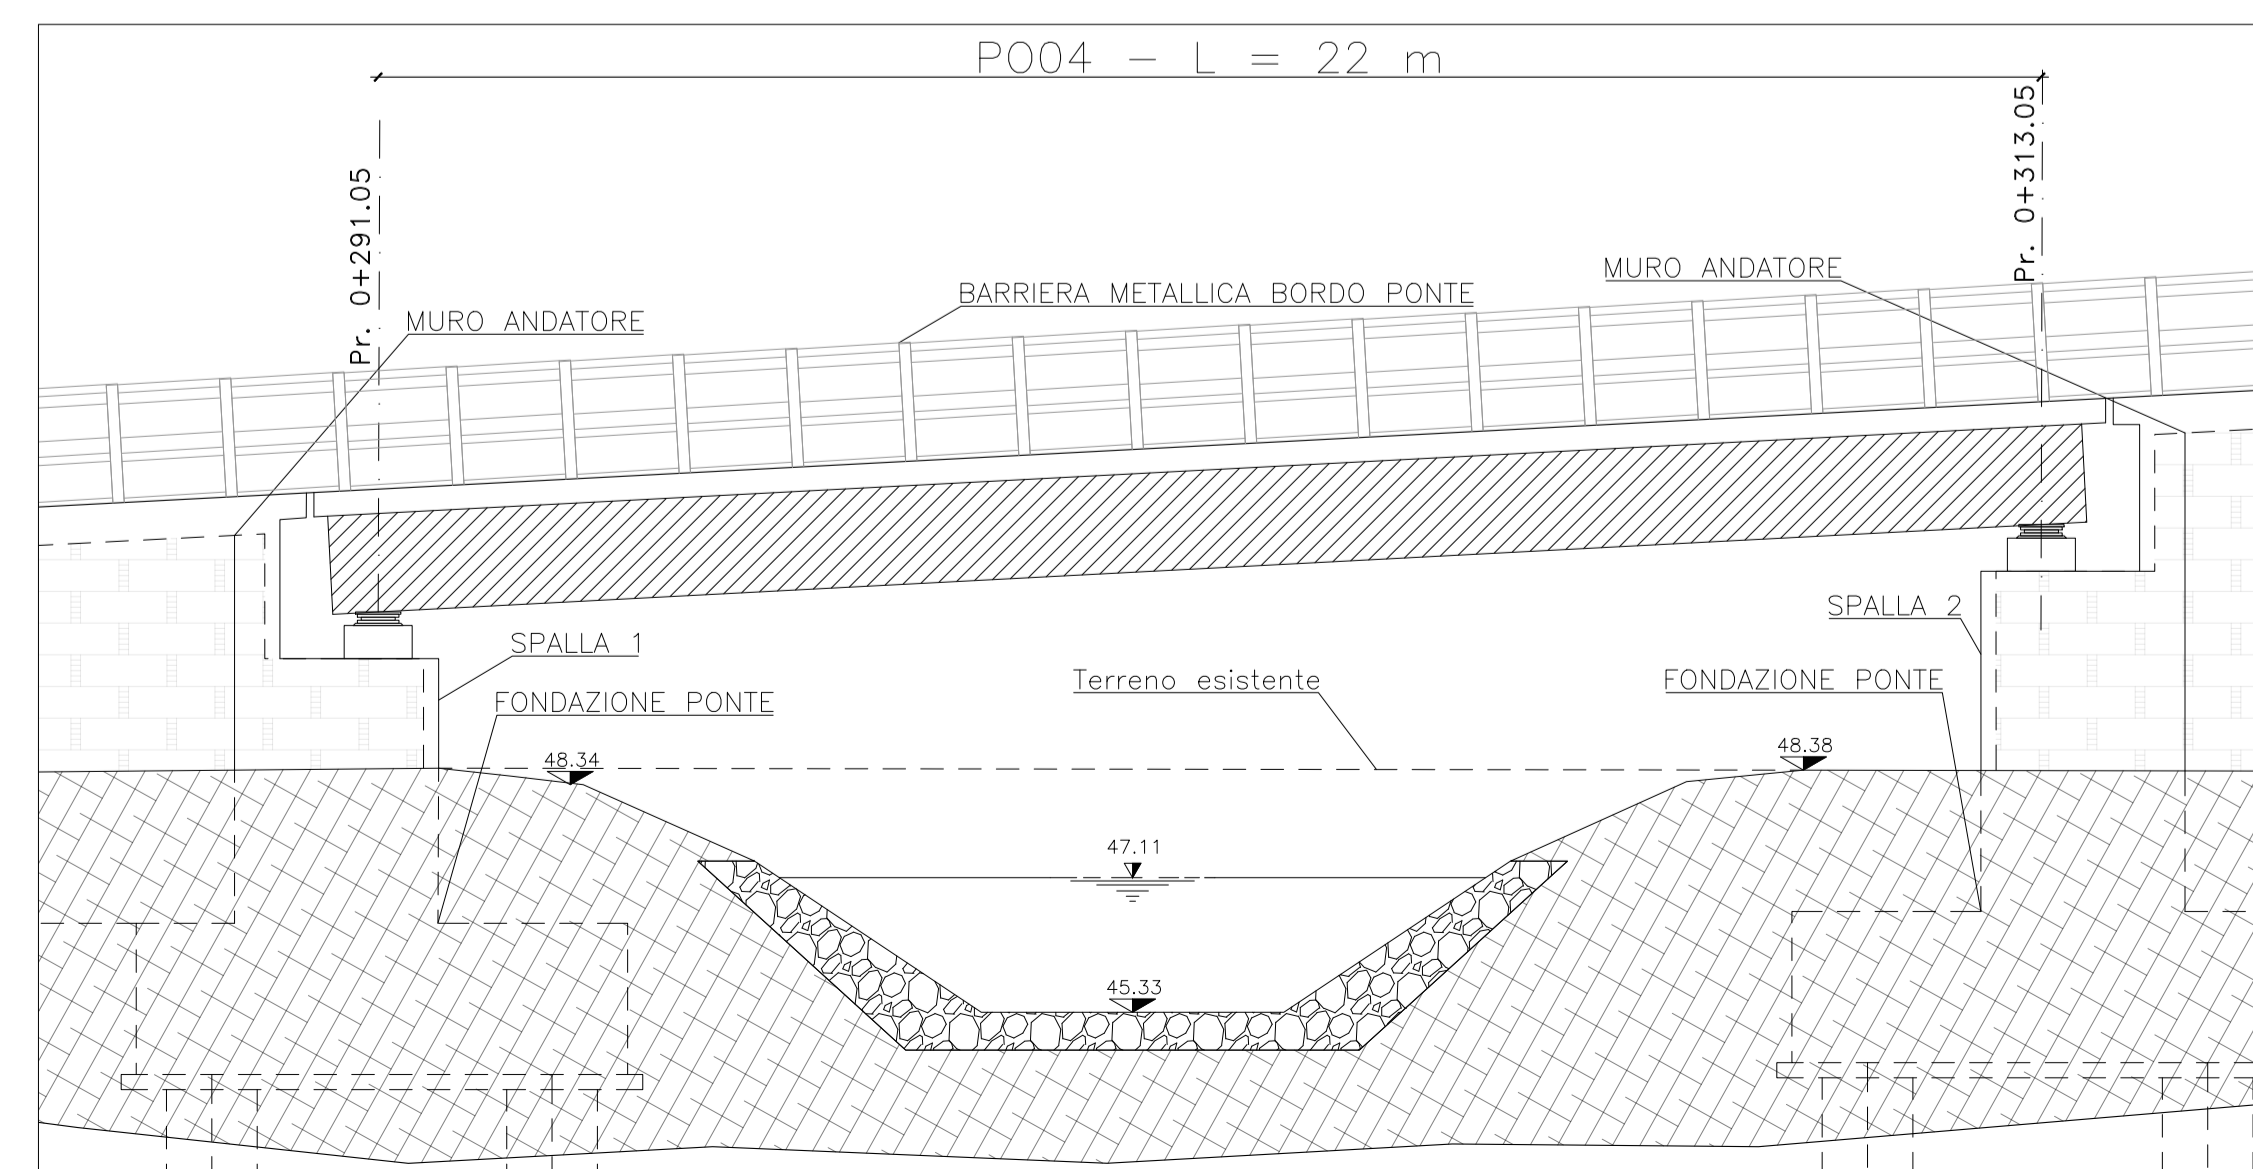 PO04 - L = 22 m
Pr. 0+291.05
Pr. 0+313.05
MURO ANDATORE
BARRIERA METALLICA BORDO PONTE
MURO ANDATORE
SPALLA 1
SPALLA 2
FONDAZIONE PONTE
Terreno esistente
FONDAZIONE PONTE
48.34
48.38
47.11
45.33